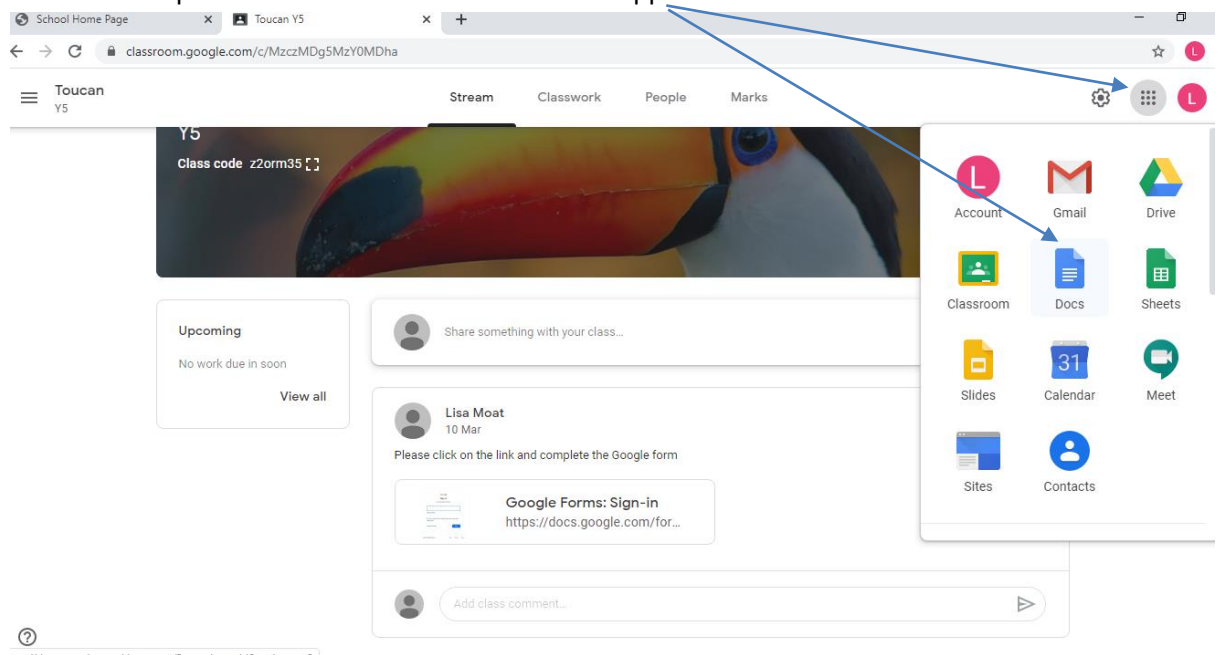 School Home Page
Toucan Y5
classroom.google.com/c/MzczMDg5MzY0MDha
L
Toucan
Y5
Stream Classwork People Marks
L
Y5
Class code z2orm35
L
Account Gmail Drive
Classroom Docs Sheets
31
Slides Calendar Meet
Sites Contacts
Upcoming
No work due in soon
View all
Share something with your class...
Lisa Moat
10 Mar
Please click on the link and complete the Google form
Google Forms: Sign-in
https://docs.google.com/for...
Add class comment...